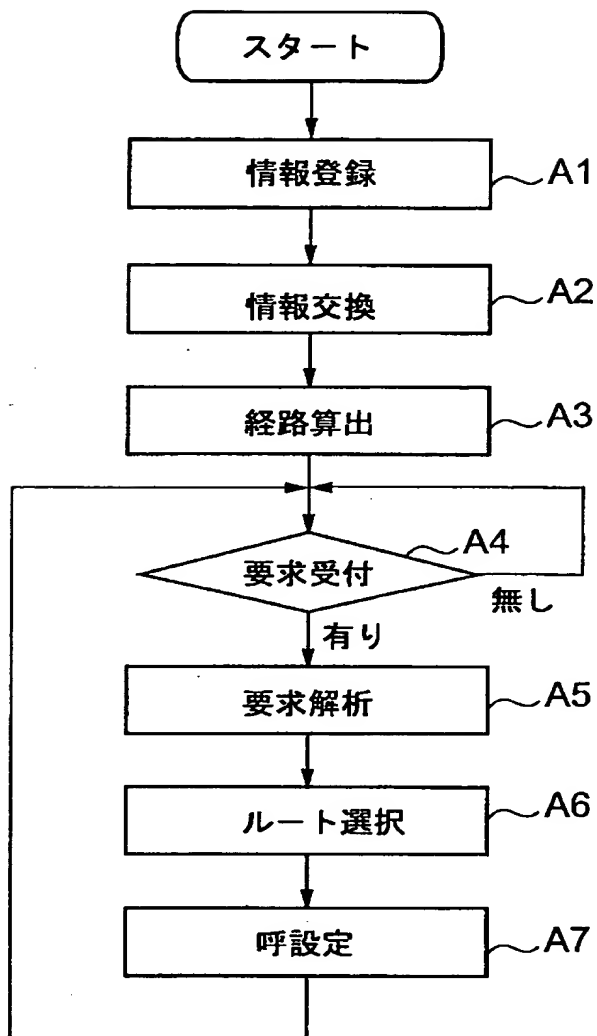 スタート
情報登録
A1
情報交換
A2
経路算出
A3
要求受付
A4
無し
有り
要求解析
A5
ルート選択
A6
呼設定
A7